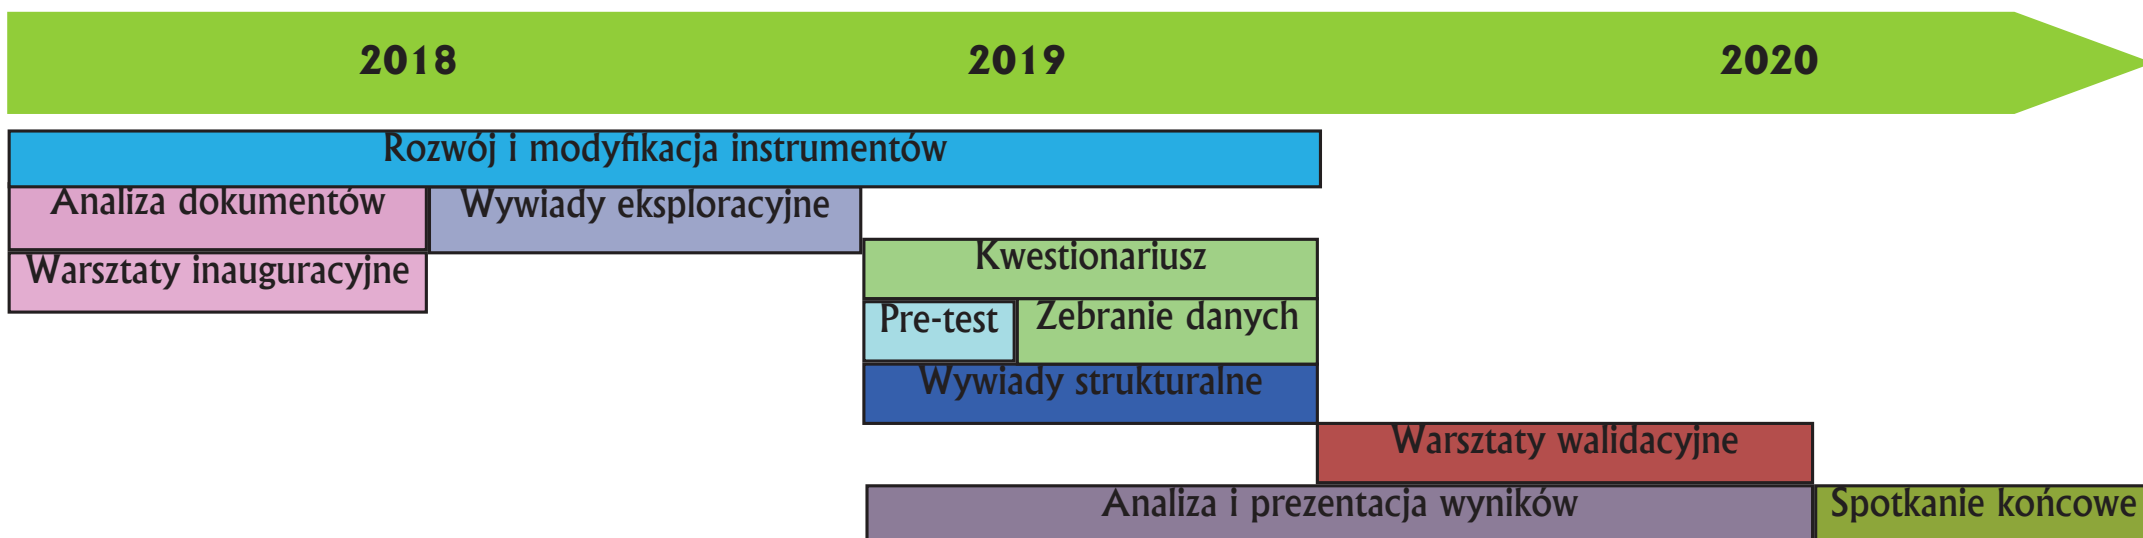 2018
2019
2020
Rozwój i modyfikacja instrumentów
Analiza dokumentów
Wywiady eksploracyjne
Warsztaty inauguracyjne
Kwestionariusz
Pre-test
Zebranie danych
Wywiady strukturalne
Warsztaty walidacyjne
Analiza i prezentacja wyników
Spotkanie końcowe